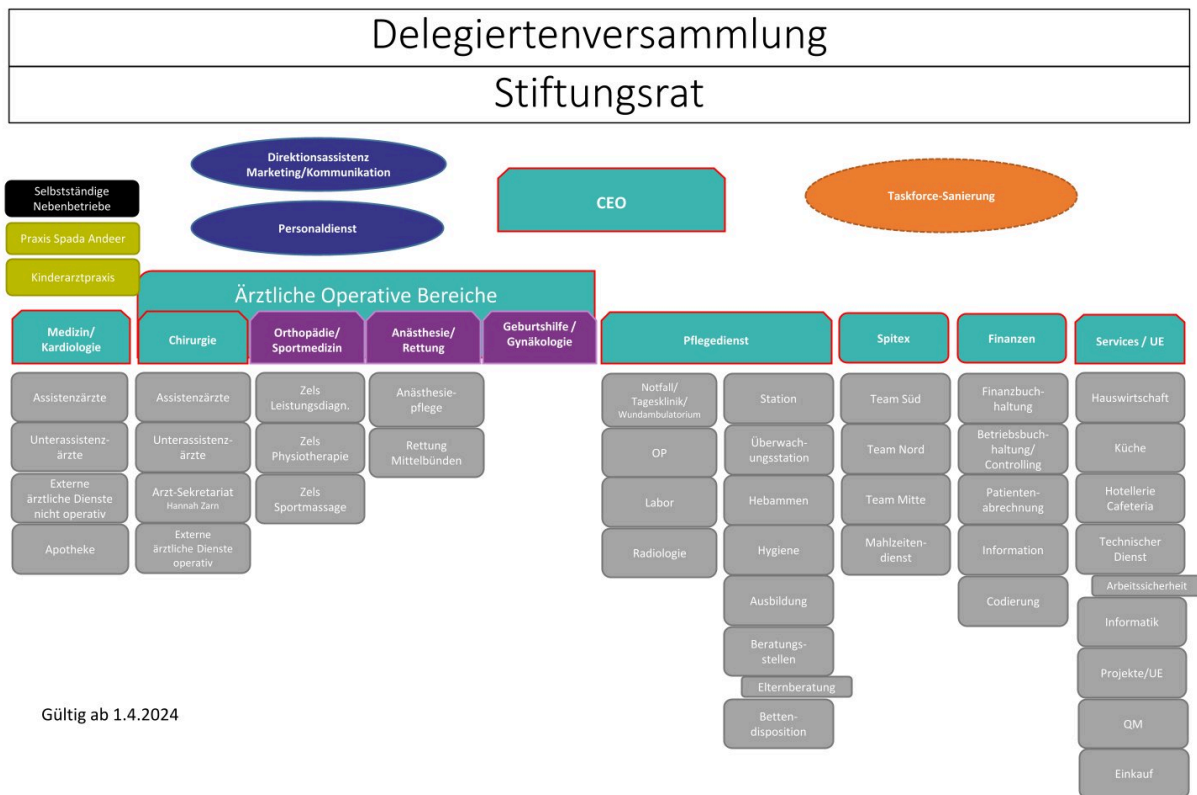 Delegiertenversammlung
Stiftungsrat
Direktionsassistenz
Marketing/Kommunikation
Personaldienst
CEO
Taskforce-Sanierung
Selbstständige
Nebenbetriebe
Praxis Spada Andeer
Kinderarztpraxis
Ärztliche Operative Bereiche
Medizin/
Kardiologie
Chirurgie
Orthopädie/
Sportmedizin
Anästhesie/
Rettung
Geburtshilfe /
Gynäkologie
Pflegedienst
Spitex
Finanzen
Services / UE
Assistenzärzte
Unterassistenz-
ärzte
Externe
ärztliche Dienste
nicht operativ
Apotheke
Assistenzärzte
Unterassistenz-
ärzte
Arzt-Sekretariat
Hannah Zarn
Externe
ärztliche Dienste
operativ
Zels
Leistungsdiagn.
Zels
Physiotherapie
Zels
Sportmassage
Anästhesie-
pflege
Rettung
Mittelbünden
Notfall/
Tagesklinik/
Wundambulatorium
OP
Labor
Radiologie
Station
Überwach-
ungsstation
Hebammen
Hygiene
Ausbildung
Beratungs-
stellen
Elternberatung
Betten-
disposition
Team Süd
Team Nord
Team Mitte
Mahlzeiten-
dienst
Finanzbuch-
haltung
Betriebsbuch-
haltung/
Controlling
Patienten-
abrechnung
Information
Codierung
Hauswirtschaft
Küche
Hotellerie
Cafeteria
Technischer
Dienst
Arbeitssicherheit
Informatik
Projekte/UE
QM
Einkauf
Gültig ab 1.4.2024